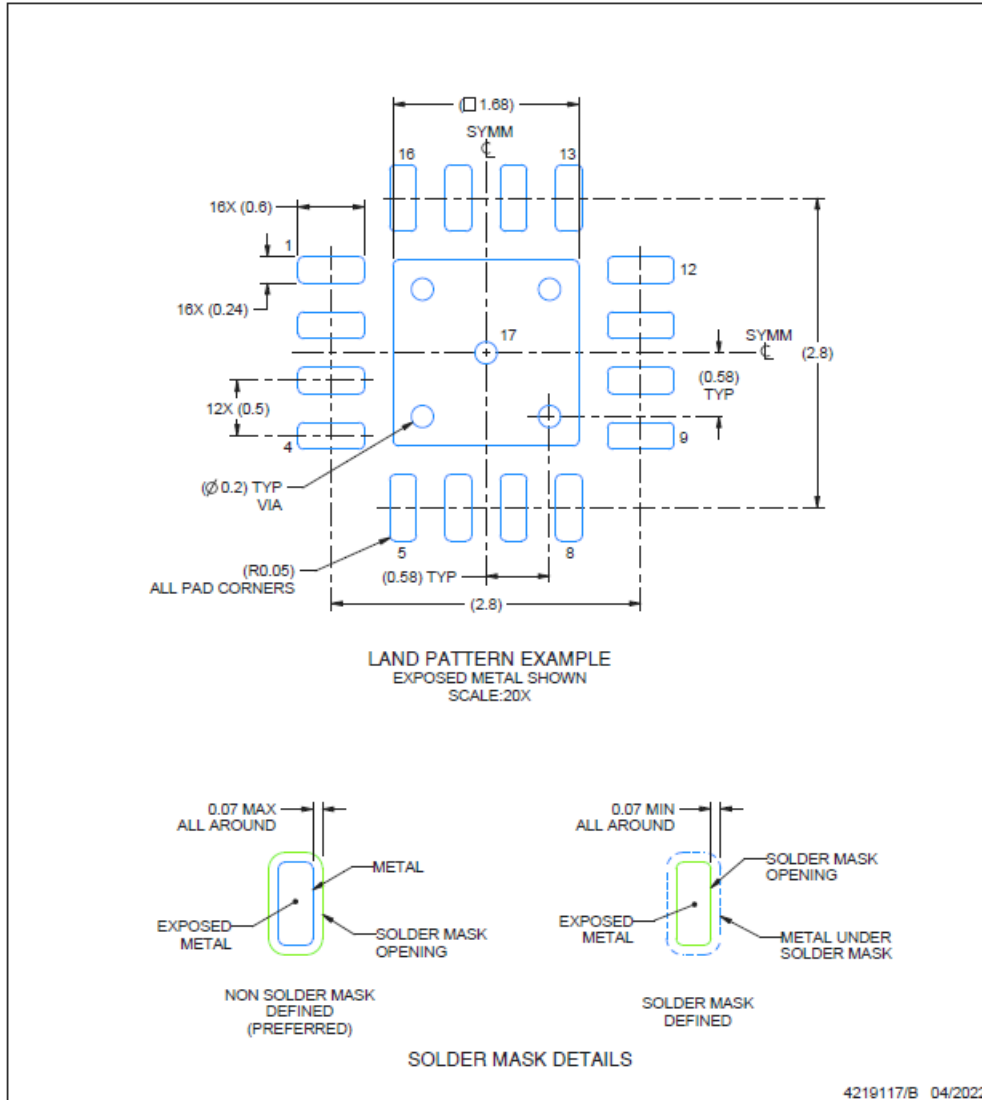 (□ 1.68)
SYMM
℄
16
13
16X (0.6)
1
12
16X (0.24)
17
SYMM
℄
(2.8)
(0.58)
TYP
12X (0.5)
4
9
(Ø 0.2) TYP
VIA
(R0.05)
ALL PAD CORNERS
5
8
(0.58) TYP
(2.8)
LAND PATTERN EXAMPLE
EXPOSED METAL SHOWN
SCALE:20X
0.07 MAX
ALL AROUND
METAL
EXPOSED
METAL
SOLDER MASK
OPENING
NON SOLDER MASK
DEFINED
(PREFERRED)
0.07 MIN
ALL AROUND
SOLDER MASK
OPENING
EXPOSED
METAL
METAL UNDER
SOLDER MASK
SOLDER MASK
DEFINED
SOLDER MASK DETAILS
4219117/B 04/2022